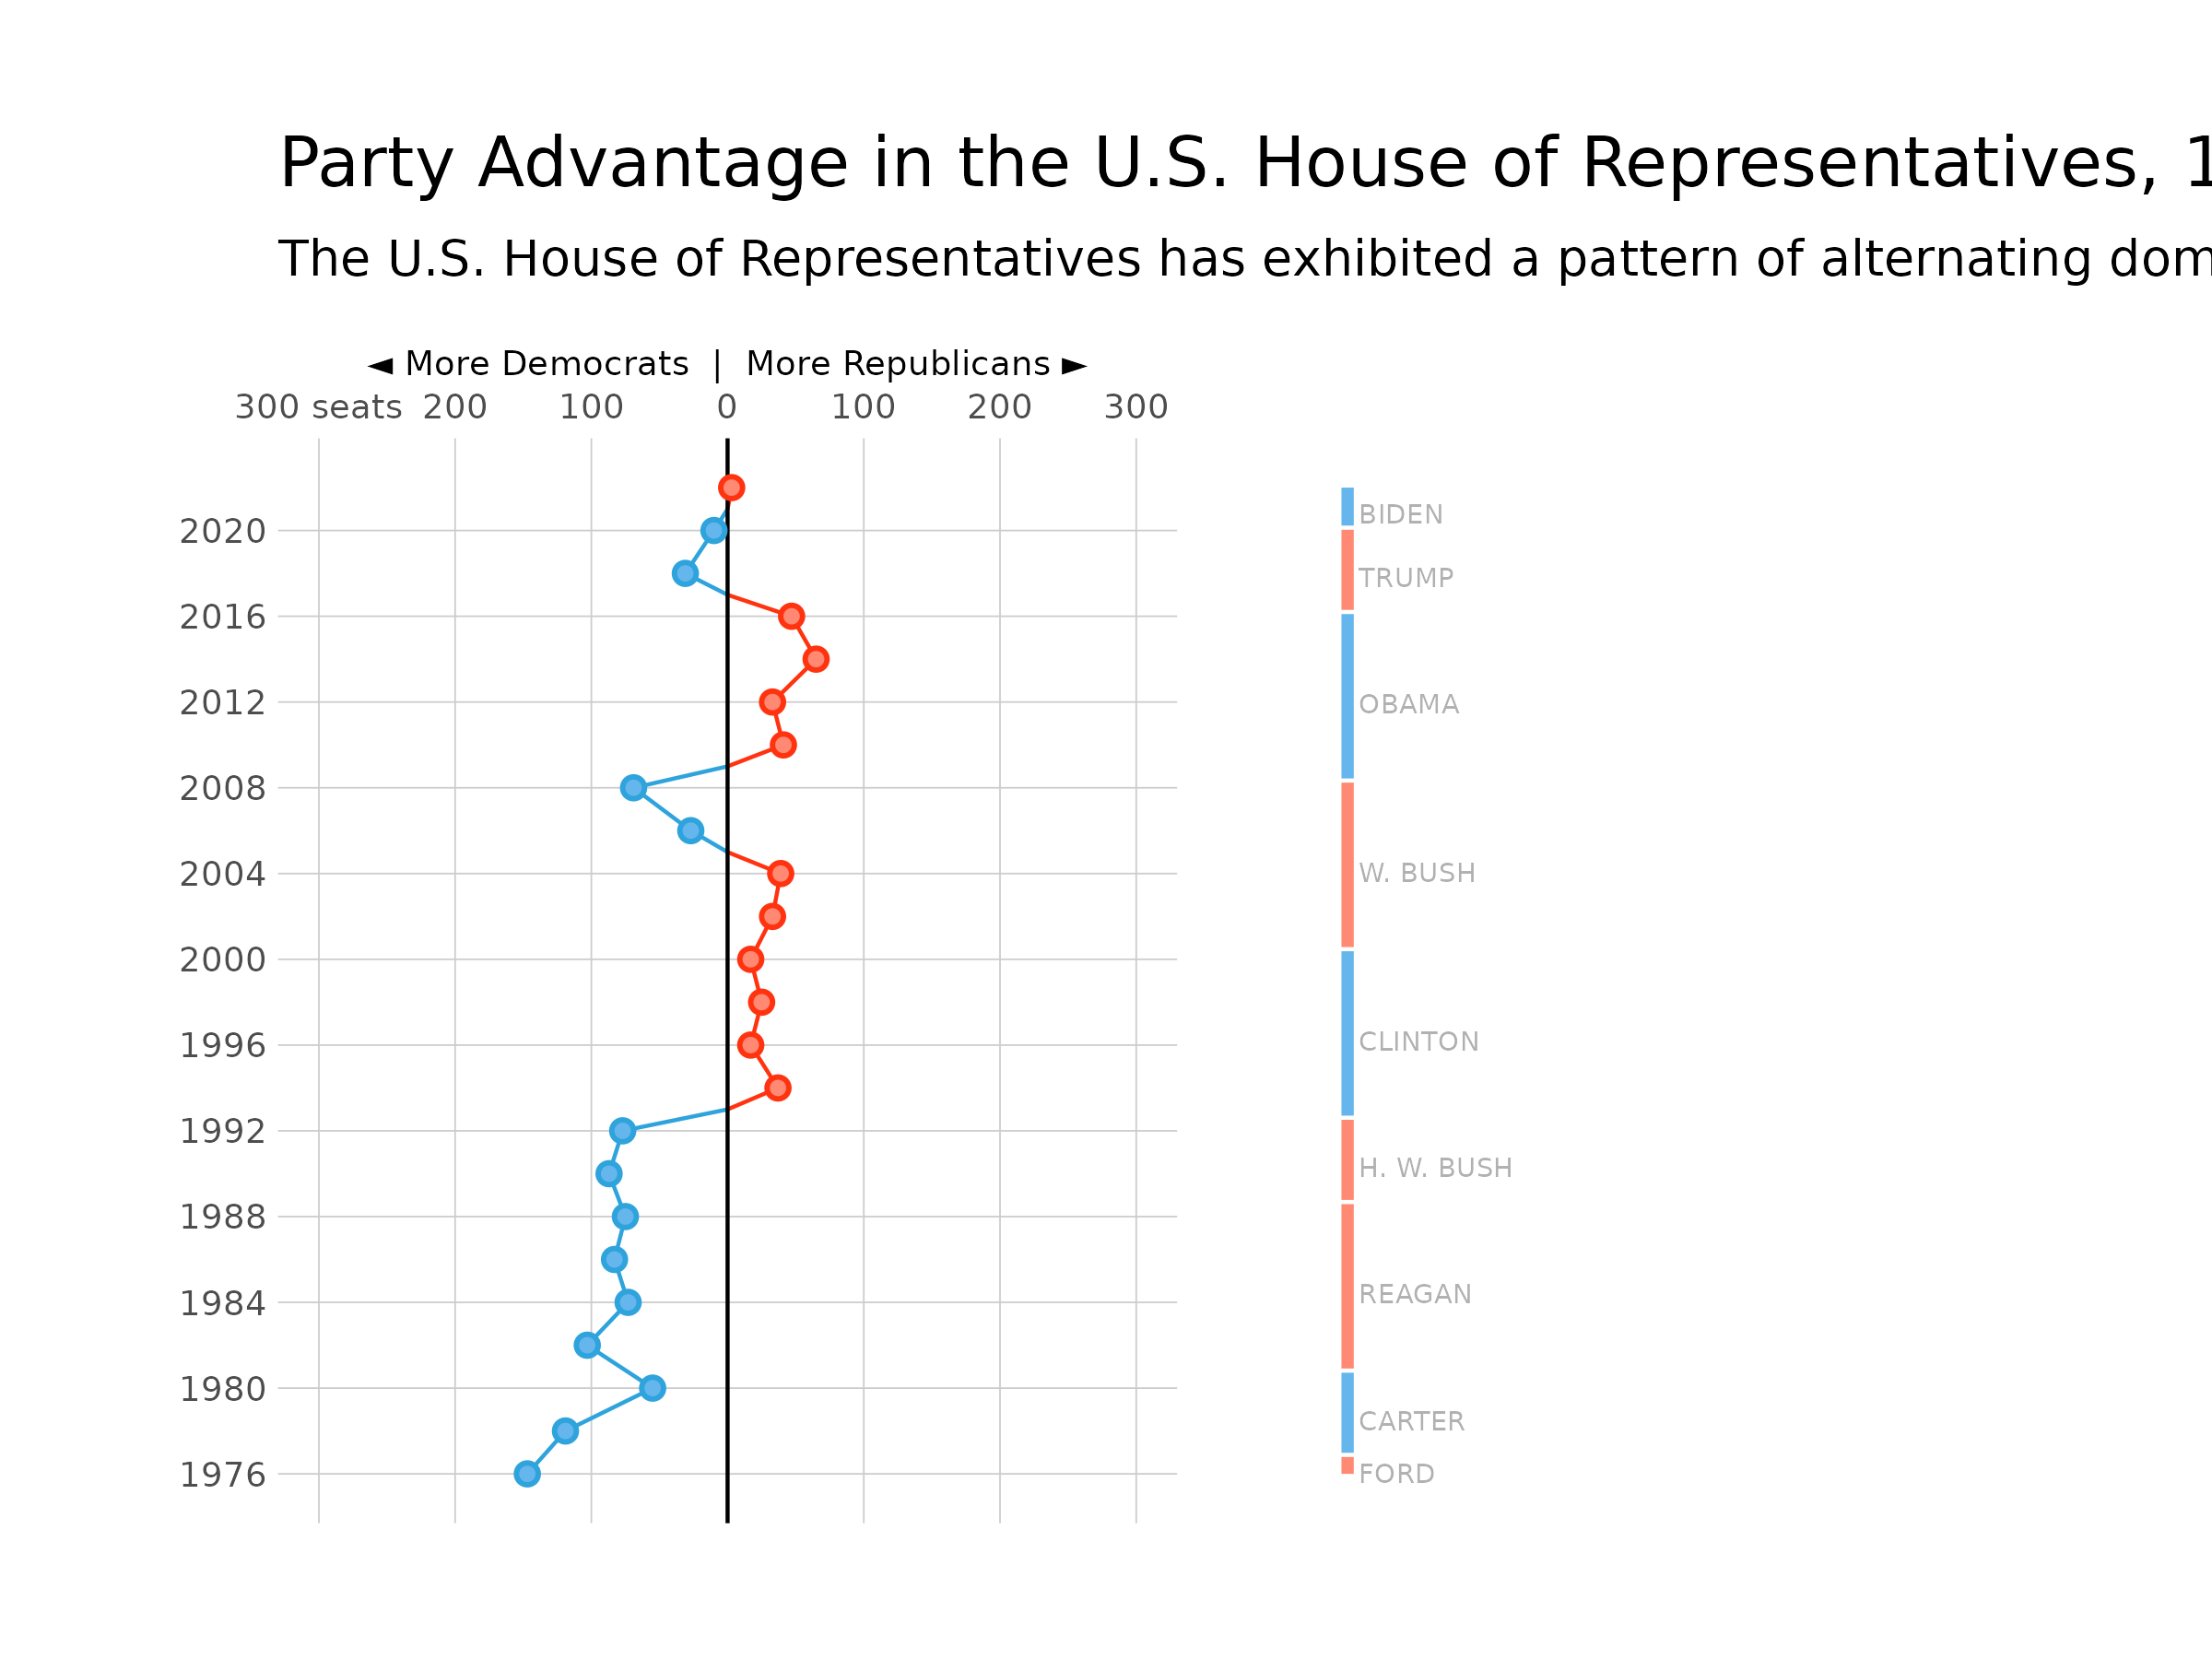 Party Advantage in the U.S. House of Representatives, 1
The U.S. House of Representatives has exhibited a pattern of alternating dom
◄ More Democrats | More Republicans ►
300 seats 200 100 0 100 200 300
2020
2016
2012
2008
2004
2000
1996
1992
1988
1984
1980
1976
BIDEN
TRUMP
OBAMA
W. BUSH
CLINTON
H. W. BUSH
REAGAN
CARTER
FORD